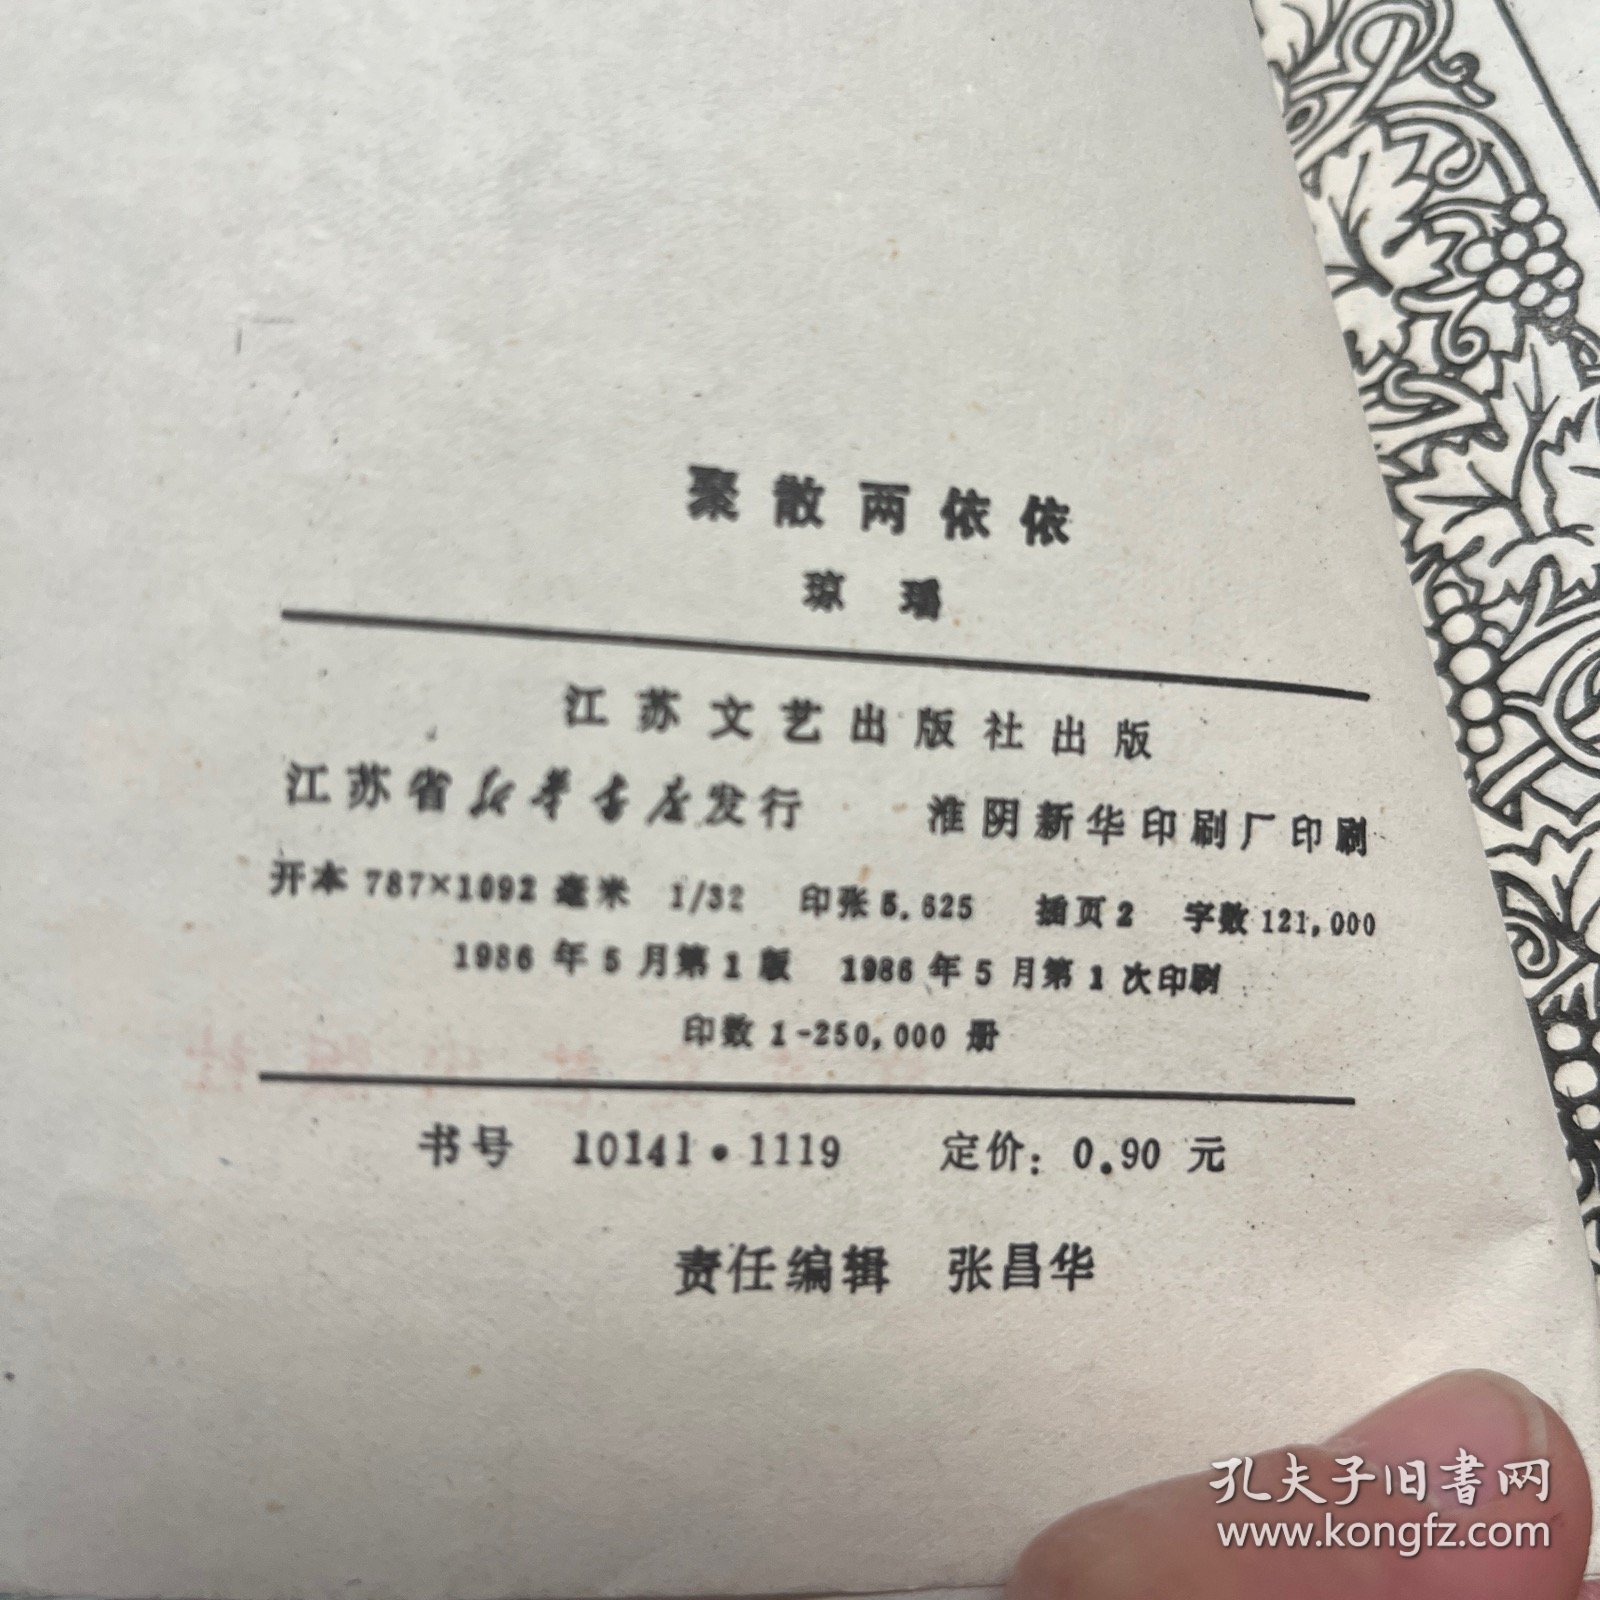 聚散两依依
琼瑶
江苏文艺出版社出版
江苏省新华书店发行 淮阴新华印刷厂印刷
开本 787×1092 毫米 1/32 印张 5.625 插页 2 字数 121,000
1986 年 5 月第 1 版 1986 年 5 月第 1 次印刷
印数 1-250,000 册
书号 10141·1119 定价: 0.90 元
责任编辑 张昌华
孔夫子旧书网
www.kongfz.com